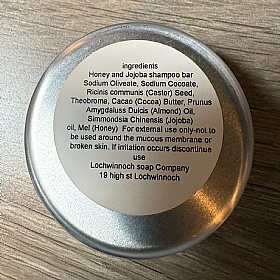 ingredients
Honey and Jojoba shampoo bar
Sodium Oliveate, Sodium Cocoate,
Ricinis communis (Castor) Seed,
Theobroma, Cacao (Cocoa) Butter, Prunus
Amygdaluss Dulcis (Almond) Oil,
Simmondsia Chinensis (Jojoba)
oil, Mel (Honey)  For external use only-not to
be used around the mucous membrane or
broken skin. If irritation occurs discontinue
use
Lochwinnoch soap Company
19 high st Lochwinnoch